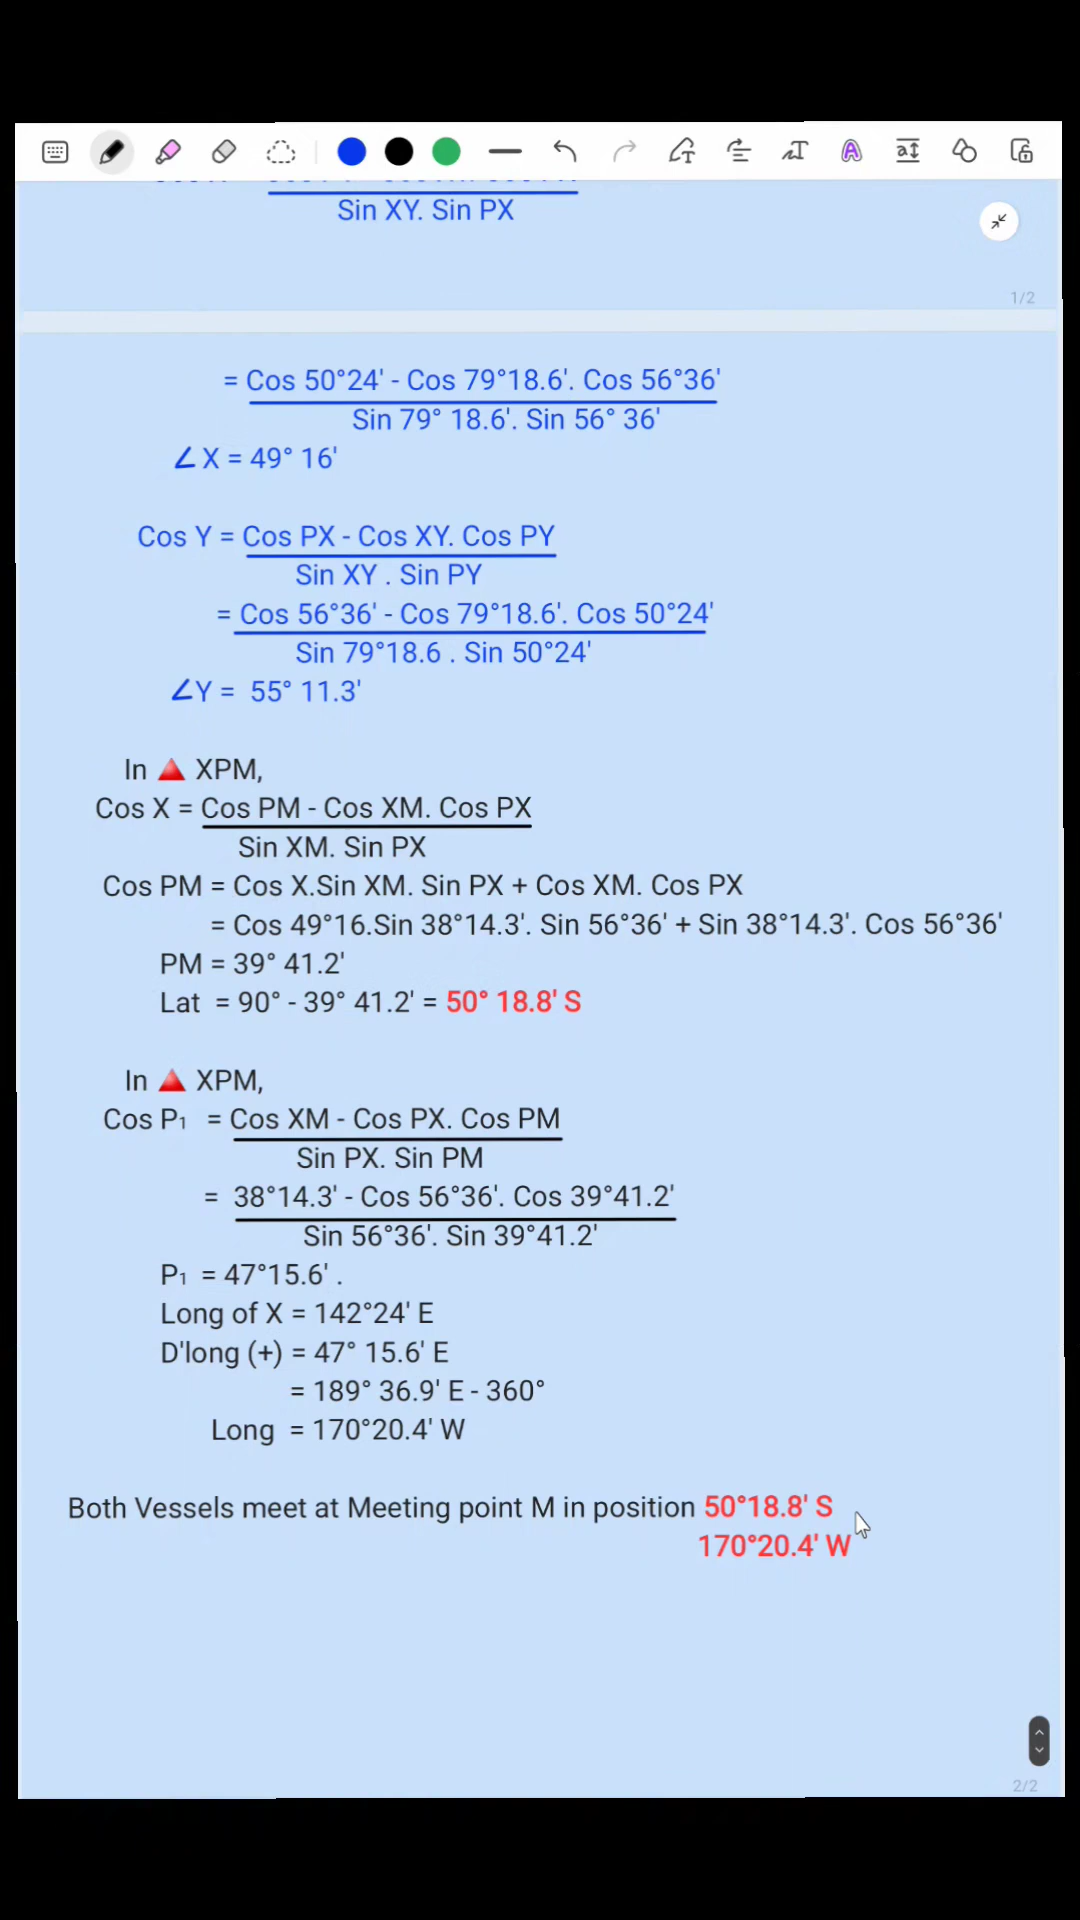 Sin XY. Sin PX
1/2
= Cos 50°24' - Cos 79°18.6'. Cos 56°36'
Sin 79° 18.6'. Sin 56° 36'
∠ X = 49° 16'
Cos Y = Cos PX - Cos XY. Cos PY
Sin XY . Sin PY
= Cos 56°36' - Cos 79°18.6'. Cos 50°24'
Sin 79°18.6 . Sin 50°24'
∠Y = 55° 11.3'
In 🔺 XPM,
Cos X = Cos PM - Cos XM. Cos PX
Sin XM. Sin PX
Cos PM = Cos X.Sin XM. Sin PX + Cos XM. Cos PX
= Cos 49°16.Sin 38°14.3'. Sin 56°36' + Sin 38°14.3'. Cos 56°36'
PM = 39° 41.2'
Lat = 90° - 39° 41.2' = 50° 18.8' S
In 🔺 XPM,
Cos P₁ = Cos XM - Cos PX. Cos PM
Sin PX. Sin PM
= 38°14.3' - Cos 56°36'. Cos 39°41.2'
Sin 56°36'. Sin 39°41.2'
P₁ = 47°15.6' .
Long of X = 142°24' E
D'long (+) = 47° 15.6' E
= 189° 36.9' E - 360°
Long = 170°20.4' W
Both Vessels meet at Meeting point M in position 50°18.8' S
170°20.4' W
2/2